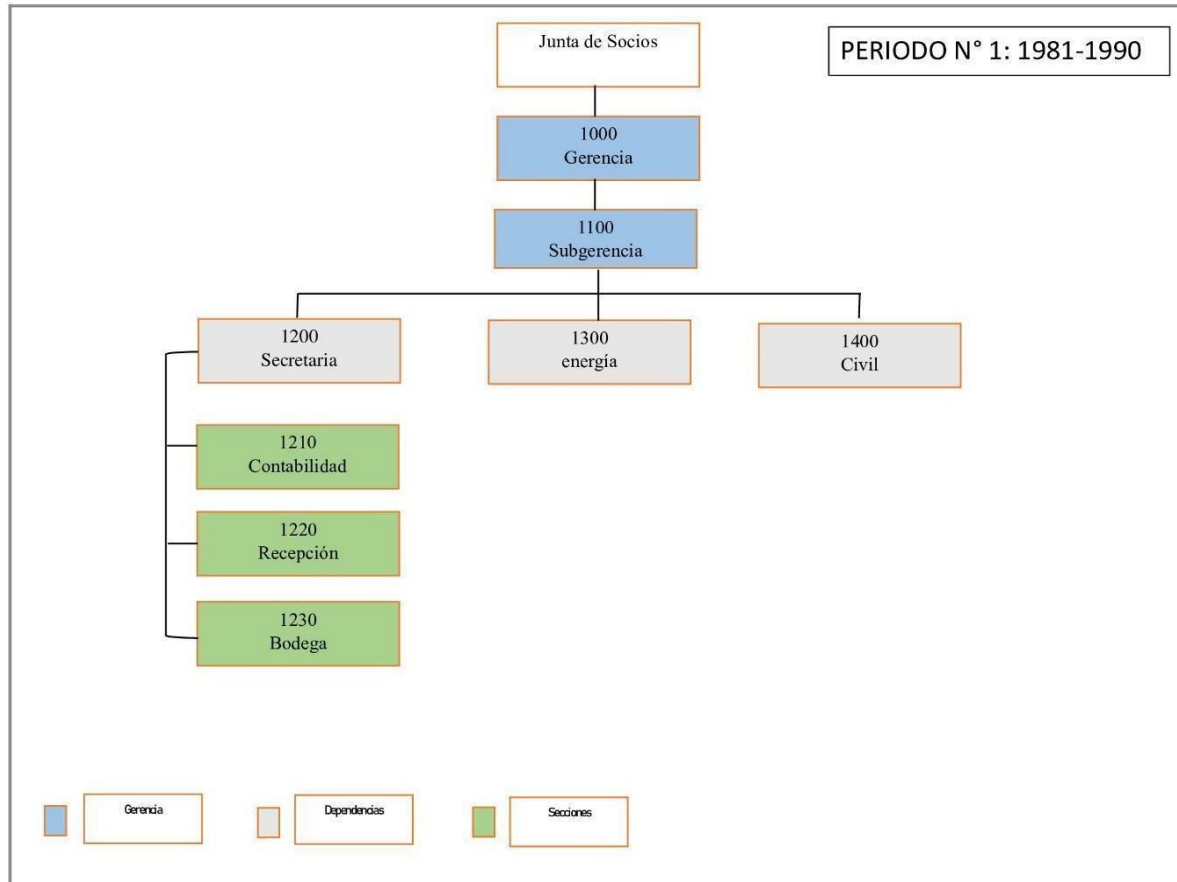 Junta de Socios
PERIODO N° 1: 1981-1990
1000
Gerencia
1100
Subgerencia
1200
Secretaria
1300
energía
1400
Civil
1210
Contabilidad
1220
Recepción
1230
Bodega
Gerencia
Dependencias
Secciones